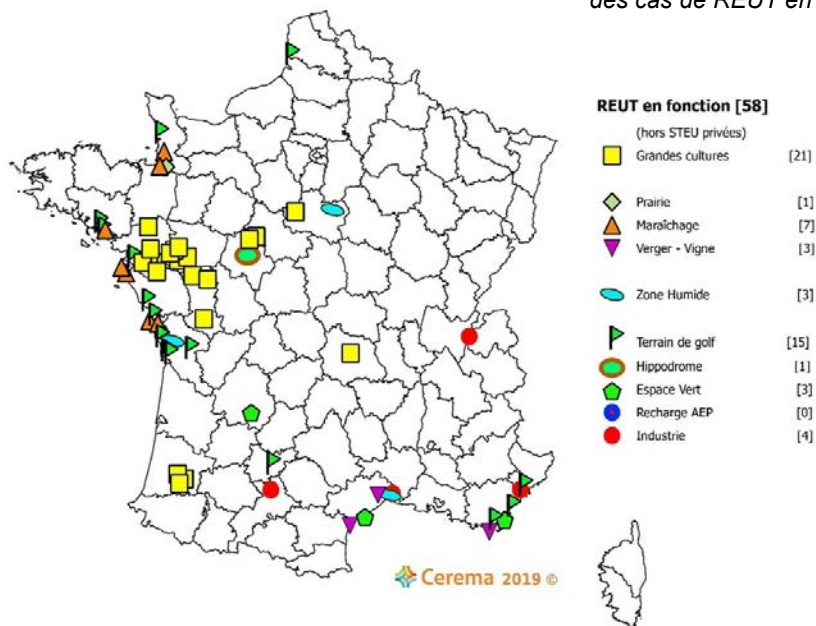 des cas de REUT en
REUT en fonction [58]
(hors STEU privées)
Grandes cultures [21]
Prairie [1]
Maraîchage [7]
Verger - Vigne [3]
Zone Humide [3]
Terrain de golf [15]
Hippodrome [1]
Espace Vert [3]
Recharge AEP [0]
Industrie [4]
Cerema 2019 ©